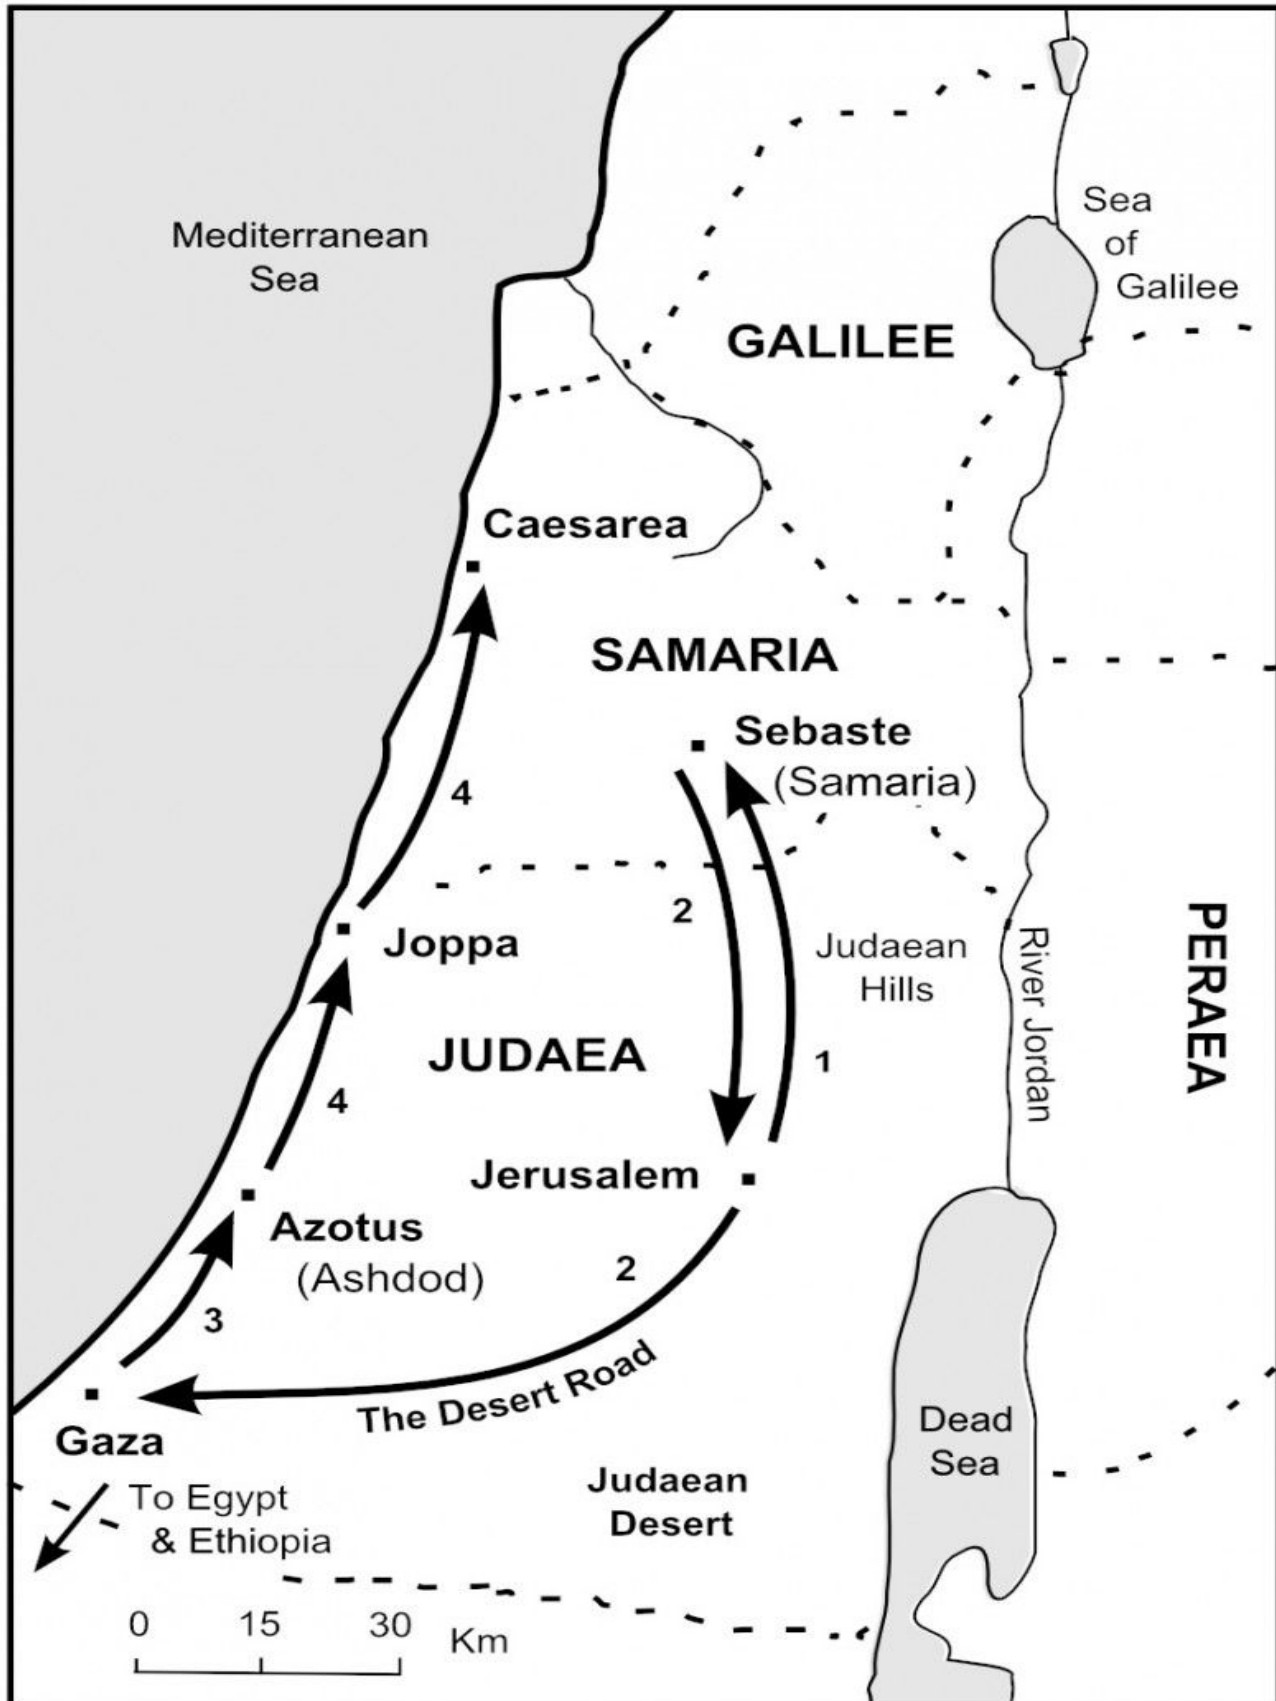 Mediterranean
Sea
Sea
of
Galilee
GALILEE
Caesarea
SAMARIA
Sebaste
(Samaria)
4
2
Joppa
Judaean
Hills
River Jordan
PERAEA
JUDAEA
1
4
Jerusalem
Azotus
(Ashdod)
2
3
The Desert Road
Gaza
Dead
Sea
Judaean
Desert
To Egypt
& Ethiopia
0 15 30 Km